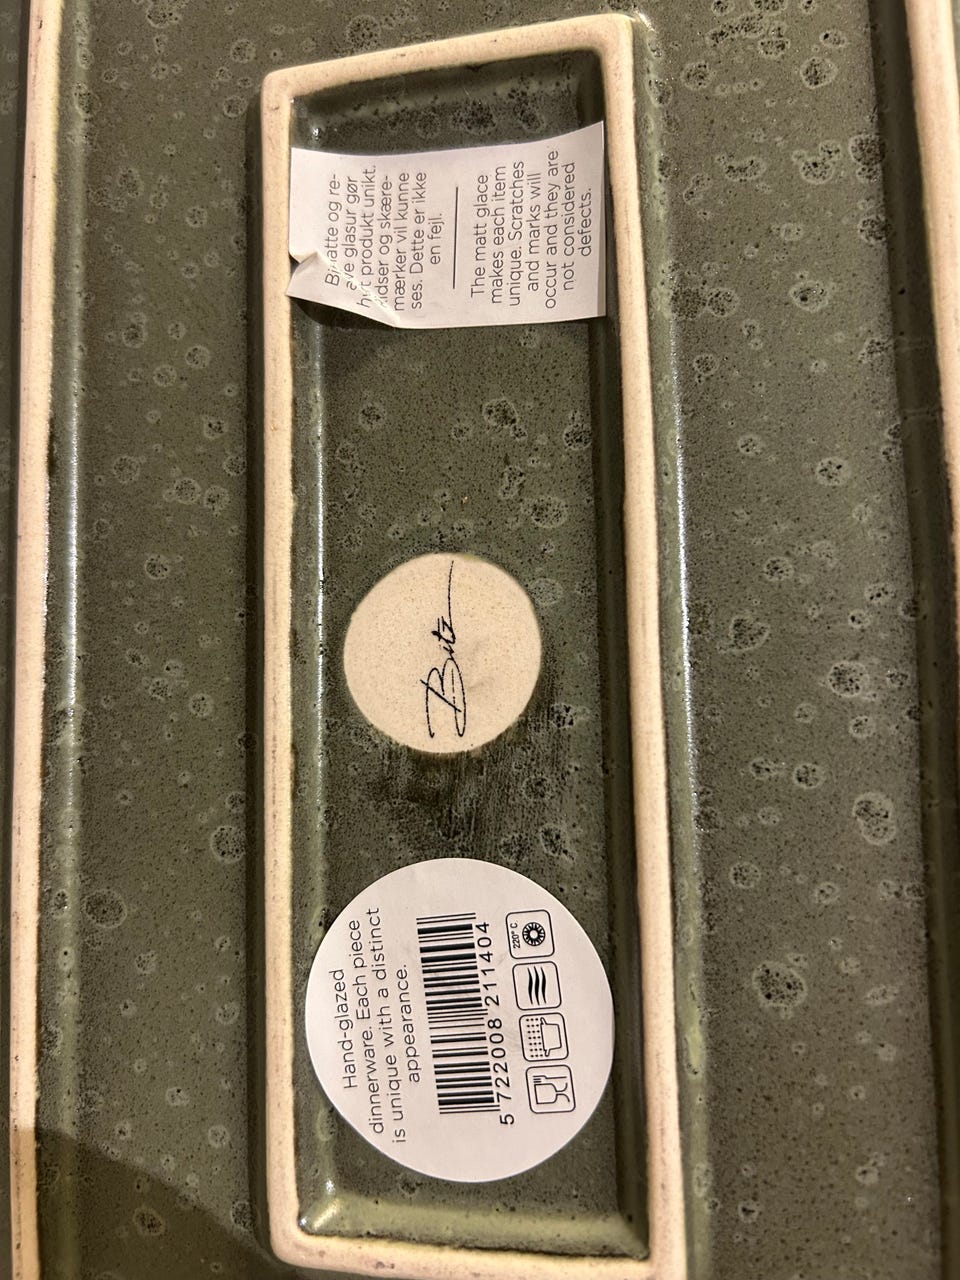 Hand-glazed
dinnerware. Each piece
is unique with a distinct
appearance.
5 722008 211404
220° C
Bitz
og re-
glasur gør
produkt unikt.
og skære-
mærker vil kunne
ses. Dette er ikke
en fejl.
The matt glace
makes each item
unique. Scratches
and marks will
occur and they are
not considered
defects.